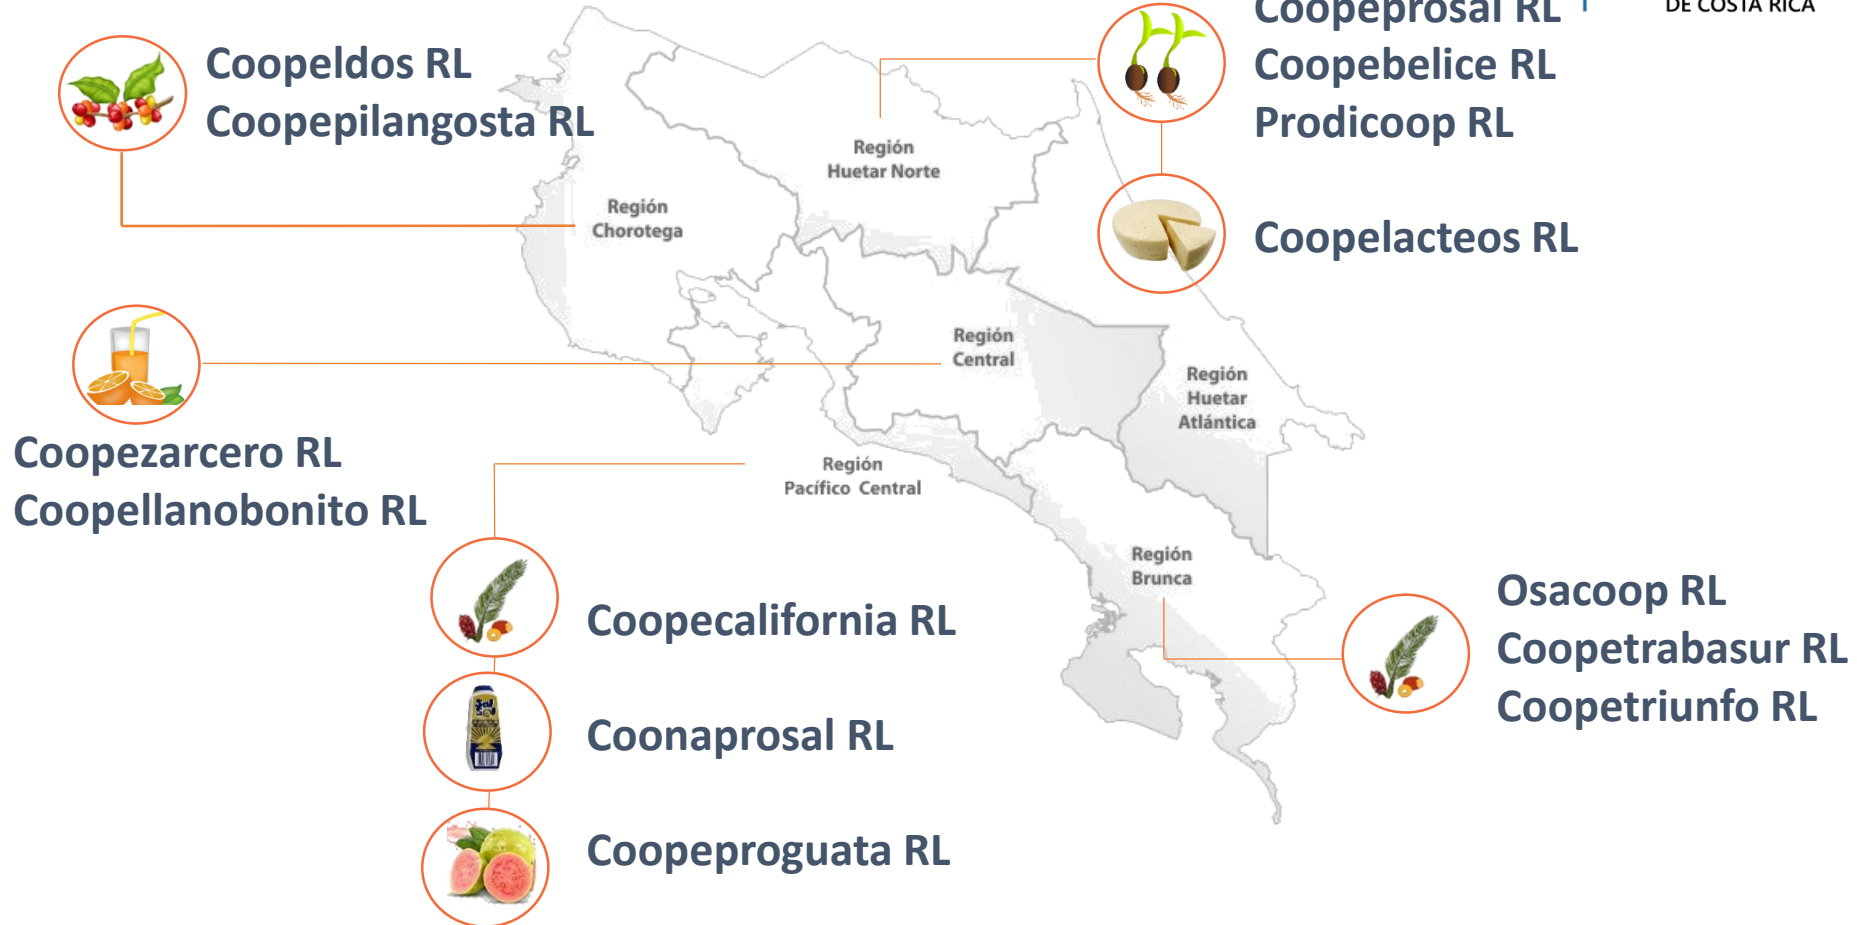 Coopeprosal RL
DE COSTA RICA
Coopeldos RL
Coopepilangosta RL
Coopebelice RL
Prodicoop RL
Región
Huetar Norte
Región
Chorotega
Coopelacteos RL
Región
Central
Región
Huetar
Atlántica
Coopezarcero RL
Coopellanobonito RL
Región
Pacífico Central
Región
Brunca
Coopecalifornia RL
Osacoop RL
Coopetrabasur RL
Coopetriunfo RL
Coonaprosal RL
Sal
Sol
Coopeproguata RL